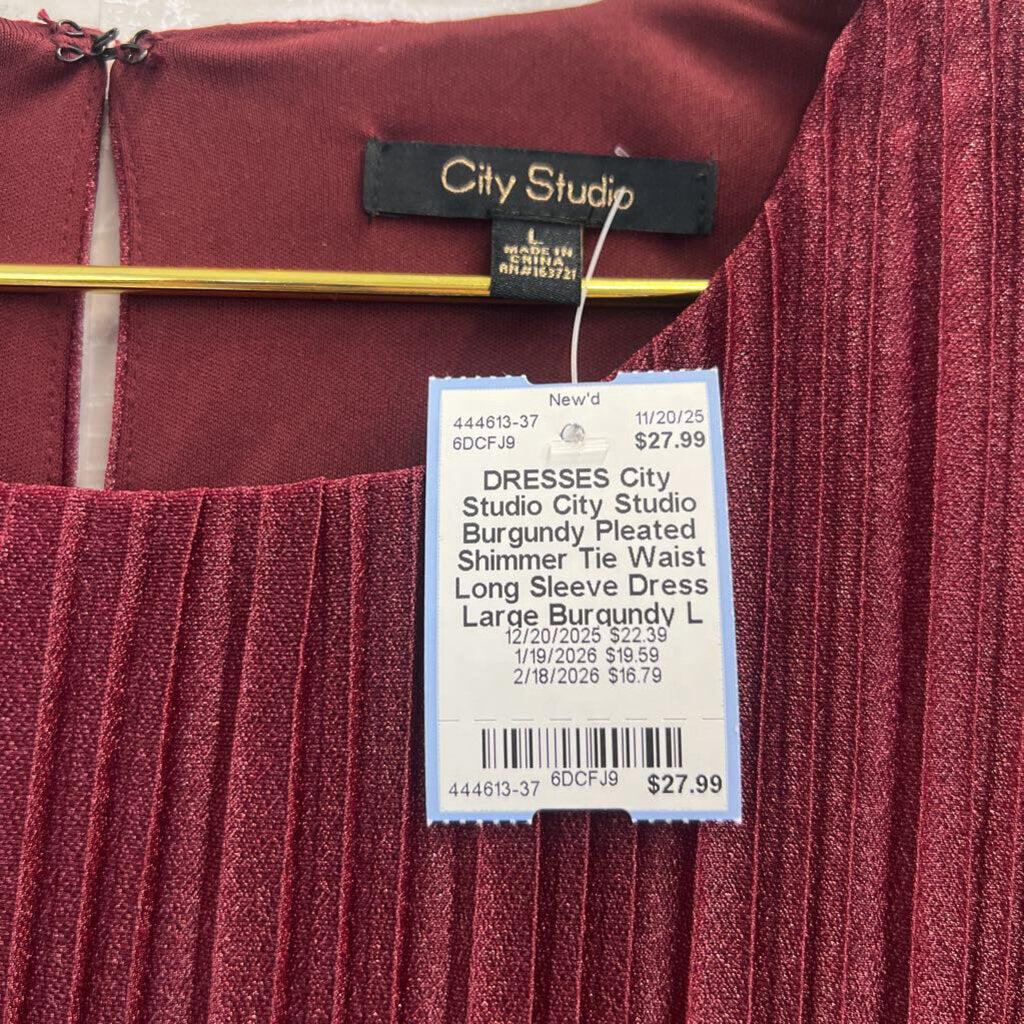 City Studio
L
MADE IN
CHINA
RN#163721
New'd
444613-37 11/20/25
6DCFJ9 $27.99
DRESSES City
Studio City Studio
Burgundy Pleated
Shimmer Tie Waist
Long Sleeve Dress
Large Burgundy L
12/20/2025 $22.39
1/19/2026 $19.59
2/18/2026 $16.79
444613-37 6DCFJ9 $27.99